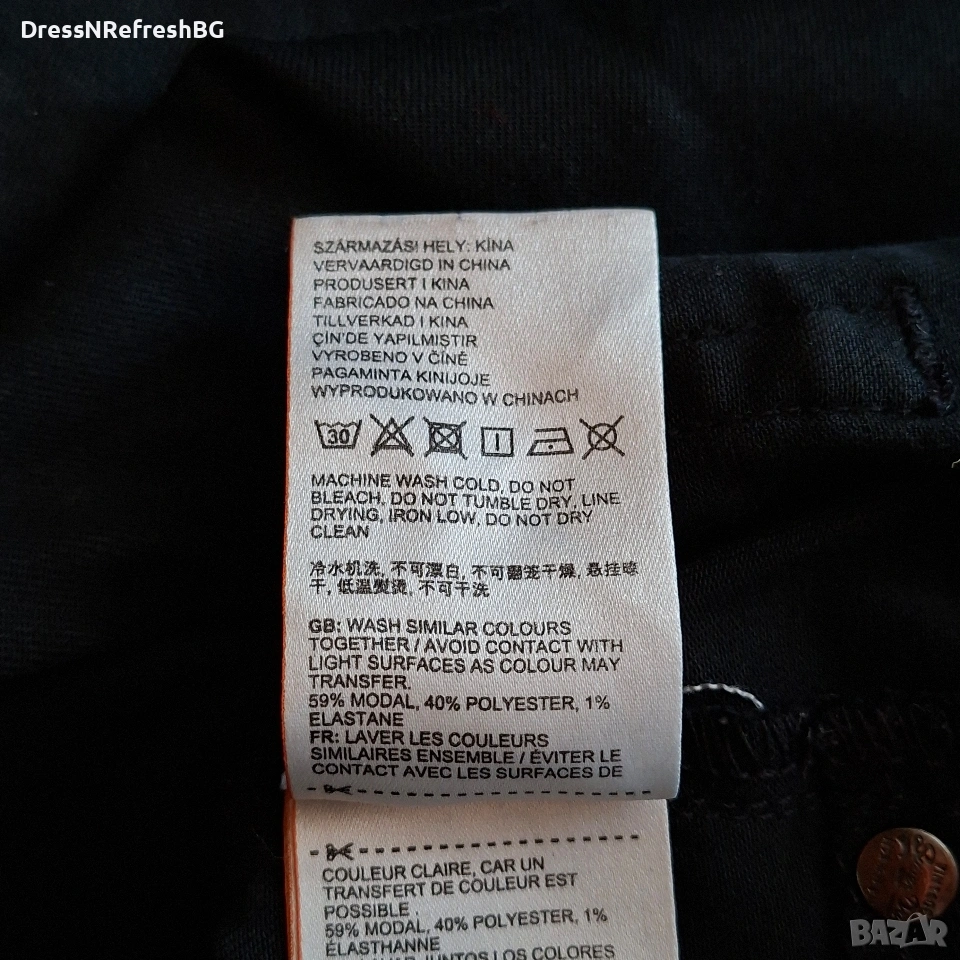 DressNRefreshBG
SZÁRMAZÁSI HELY: KÍNA
VERVAARDIGD IN CHINA
PRODUSERT I KINA
FABRICADO NA CHINA
TILLVERKAD I KINA
ÇIN'DE YAPILMIŞTIR
VYROBENO V ČÍNĚ
PAGAMINTA KINIJOJE
WYPRODUKOWANO W CHINACH
30
MACHINE WASH COLD, DO NOT
BLEACH, DO NOT TUMBLE DRY, LINE
DRYING, IRON LOW, DO NOT DRY
CLEAN
冷水机洗, 不可漂白, 不可翻笼干燥, 悬挂晾
干, 低温熨烫, 不可干洗
GB: WASH SIMILAR COLOURS
TOGETHER / AVOID CONTACT WITH
LIGHT SURFACES AS COLOUR MAY
TRANSFER.
59% MODAL, 40% POLYESTER, 1%
ELASTANE
FR: LAVER LES COULEURS
SIMILAIRES ENSEMBLE / ÉVITER LE
CONTACT AVEC LES SURFACES DE
COULEUR CLAIRE, CAR UN
TRANSFERT DE COULEUR EST
POSSIBLE.
59% MODAL, 40% POLYESTER, 1%
ÉLASTHANNE
JUNTOS LOS COLORES
BAZAR